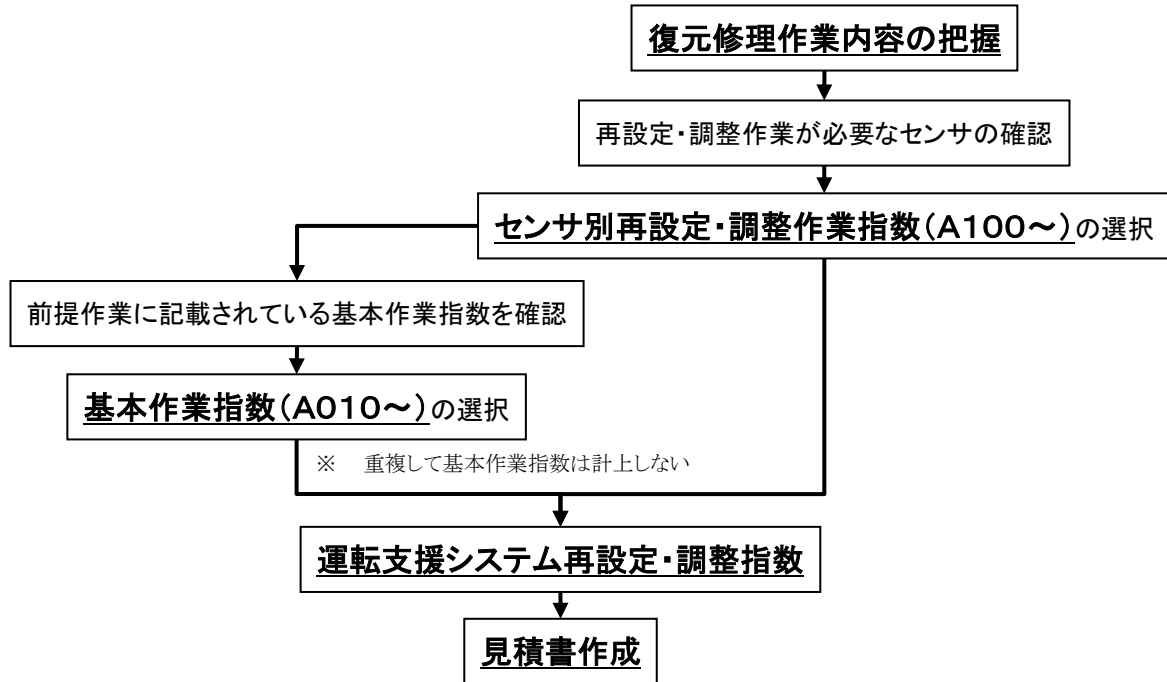 復元修理作業内容の把握
再設定・調整作業が必要なセンサの確認
センサ別再設定・調整作業指数（A100～）の選択
前提作業に記載されている基本作業指数を確認
基本作業指数（A010～）の選択
※　重複して基本作業指数は計上しない
運転支援システム再設定・調整指数
見積書作成